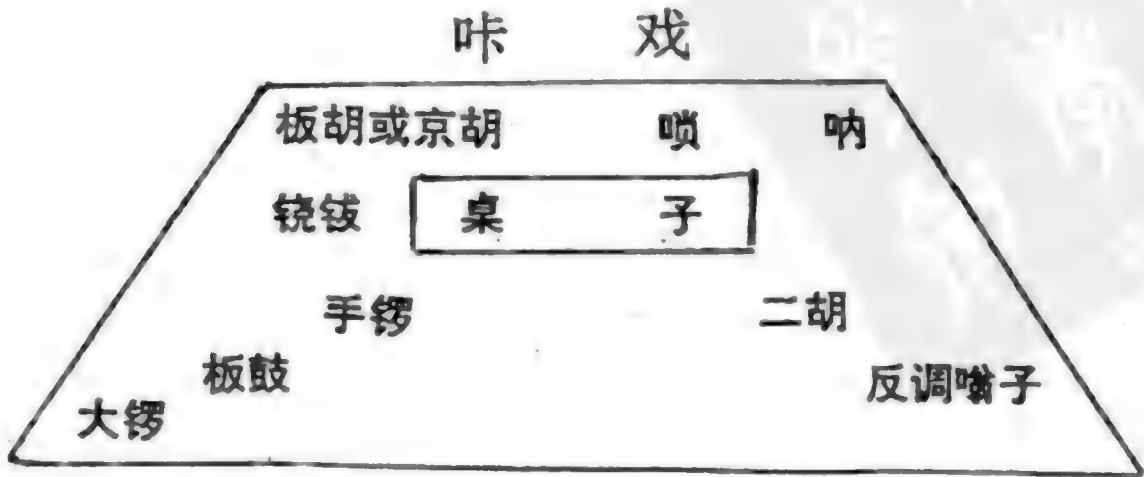 咔 戏
板胡或京胡 唢 呐
铙钹 桌 子
手锣 二胡
板鼓 反调嗡子
大锣